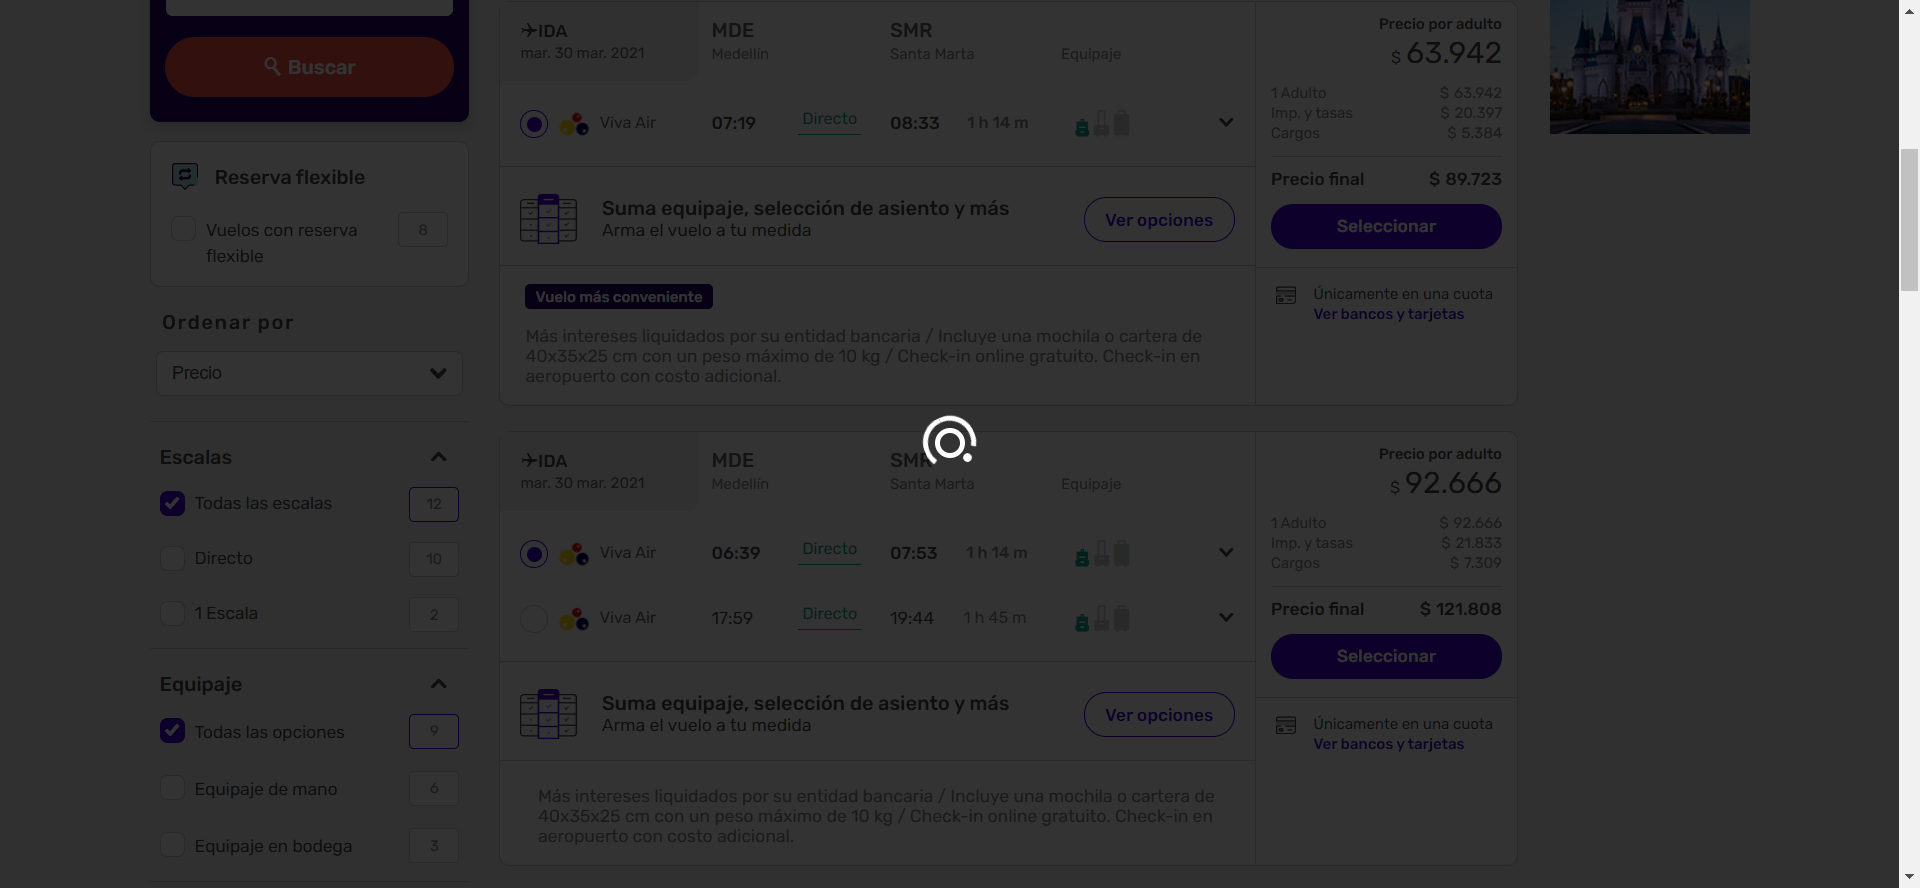 Buscar
Reserva flexible
Vuelos con reserva flexible
8
Ordenar por
Precio
Escalas
Todas las escalas 12
Directo 10
1 Escala 2
Equipaje
Todas las opciones 9
Equipaje de mano 6
Equipaje en bodega 3
IDA MDE SMR
mar. 30 mar. 2021 Medellín Santa Marta Equipaje
Viva Air 07:19 Directo 08:33 1 h 14 m
Suma equipaje, selección de asiento y más
Arma el vuelo a tu medida
Ver opciones
Vuelo más conveniente
Más intereses liquidados por su entidad bancaria / Incluye una mochila o cartera de
40x35x25 cm con un peso máximo de 10 kg / Check-in online gratuito. Check-in en
aeropuerto con costo adicional.
Precio por adulto
$ 63.942
1 Adulto $ 63.942
Imp. y tasas $ 20.397
Cargos $ 5.384
Precio final $ 89.723
Seleccionar
Únicamente en una cuota
Ver bancos y tarjetas
IDA MDE SMR
mar. 30 mar. 2021 Medellín Santa Marta Equipaje
Viva Air 06:39 Directo 07:53 1 h 14 m
Viva Air 17:59 Directo 19:44 1 h 45 m
Suma equipaje, selección de asiento y más
Arma el vuelo a tu medida
Ver opciones
Más intereses liquidados por su entidad bancaria / Incluye una mochila o cartera de
40x35x25 cm con un peso máximo de 10 kg / Check-in online gratuito. Check-in en
aeropuerto con costo adicional.
Precio por adulto
$ 92.666
1 Adulto $ 92.666
Imp. y tasas $ 21.833
Cargos $ 7.309
Precio final $ 121.808
Seleccionar
Únicamente en una cuota
Ver bancos y tarjetas